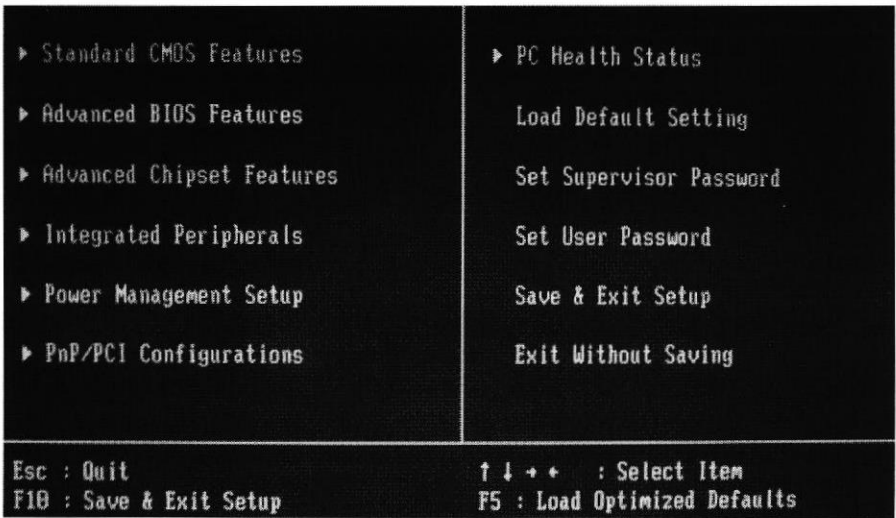 ▸ Standard CMOS Features
▸ Advanced BIOS Features
▸ Advanced Chipset Features
▸ Integrated Peripherals
▸ Power Management Setup
▸ PnP/PCI Configurations
▸ PC Health Status
Load Default Setting
Set Supervisor Password
Set User Password
Save & Exit Setup
Exit Without Saving
Esc : Quit
F10 : Save & Exit Setup
↑ ↓ → ← : Select Item
F5 : Load Optimized Defaults